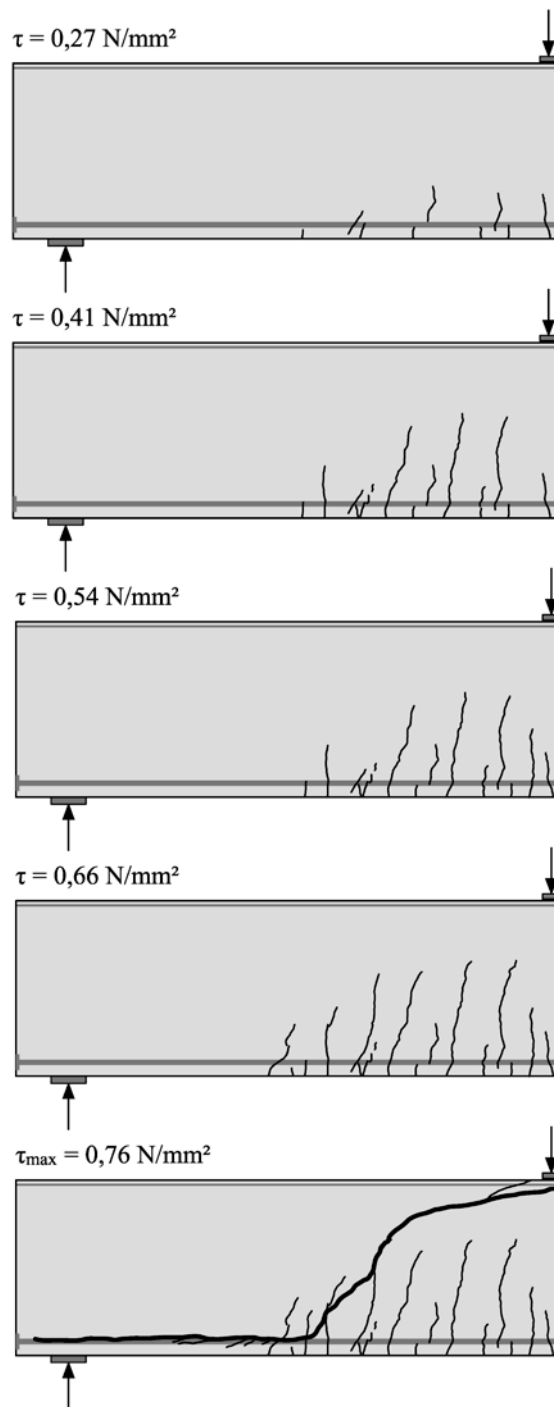 τ = 0,27 N/mm²
τ = 0,41 N/mm²
τ = 0,54 N/mm²
τ = 0,66 N/mm²
τmax = 0,76 N/mm²